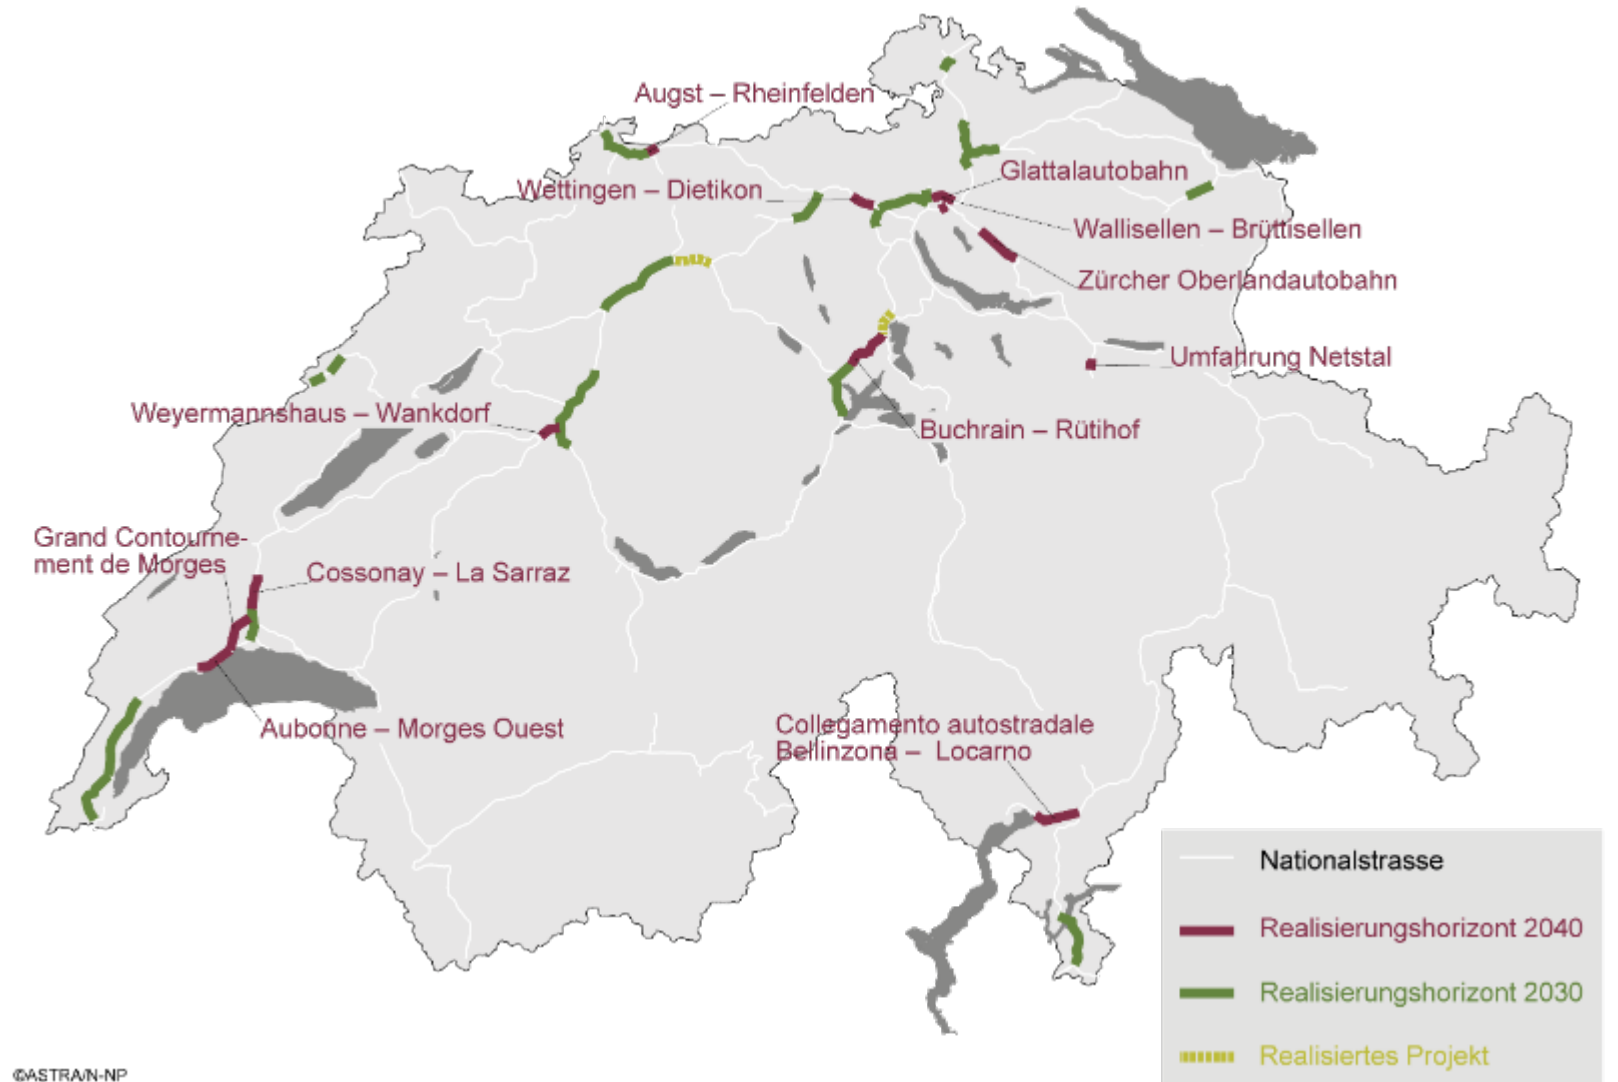 Augst – Rheinfelden
Wettingen – Dietikon
Glattalautobahn
Wallisellen – Brüttisellen
Zürcher Oberlandautobahn
Umfahrung Netstal
Weyermannshaus – Wankdorf
Buchrain – Rütihof
Grand Contourne-
ment de Morges
Cossonay – La Sarraz
Aubonne – Morges Ouest
Collegamento autostradale
Bellinzona – Locarno
Nationalstrasse
Realisierungshorizont 2040
Realisierungshorizont 2030
Realisiertes Projekt
©ASTRA/N-NP